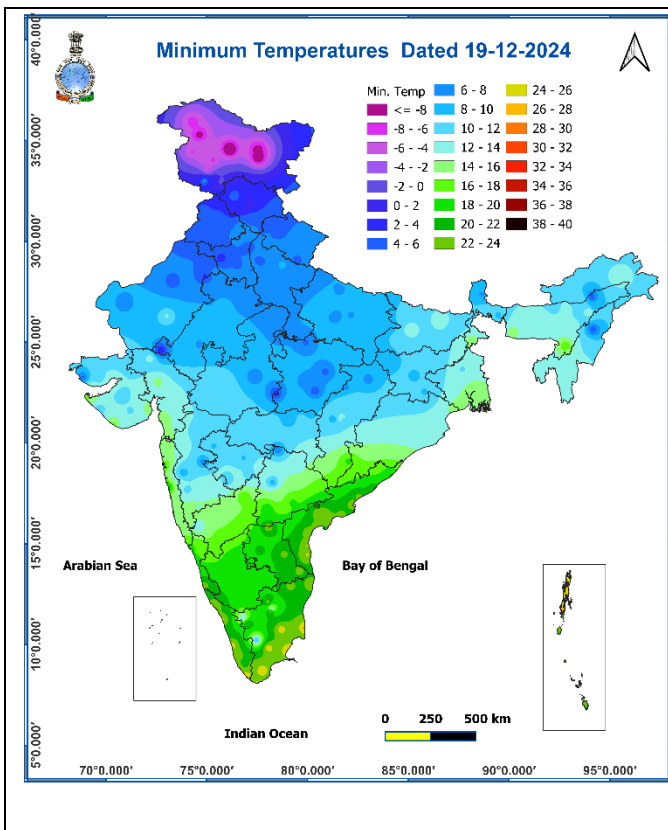 Minimum Temperatures Dated 19-12-2024
Min. Temp
<= -8
-8 - -6
-6 - -4
-4 - -2
-2 - 0
0 - 2
2 - 4
4 - 6
6 - 8
8 - 10
10 - 12
12 - 14
14 - 16
16 - 18
18 - 20
20 - 22
22 - 24
24 - 26
26 - 28
28 - 30
30 - 32
32 - 34
34 - 36
36 - 38
38 - 40
40°0.000'
35°0.000'
30°0.000'
25°0.000'
20°0.000'
15°0.000'
10°0.000'
5°0.000'
Arabian Sea
Bay of Bengal
Indian Ocean
0 250 500 km
70°0.000' 75°0.000' 80°0.000' 85°0.000' 90°0.000' 95°0.000'